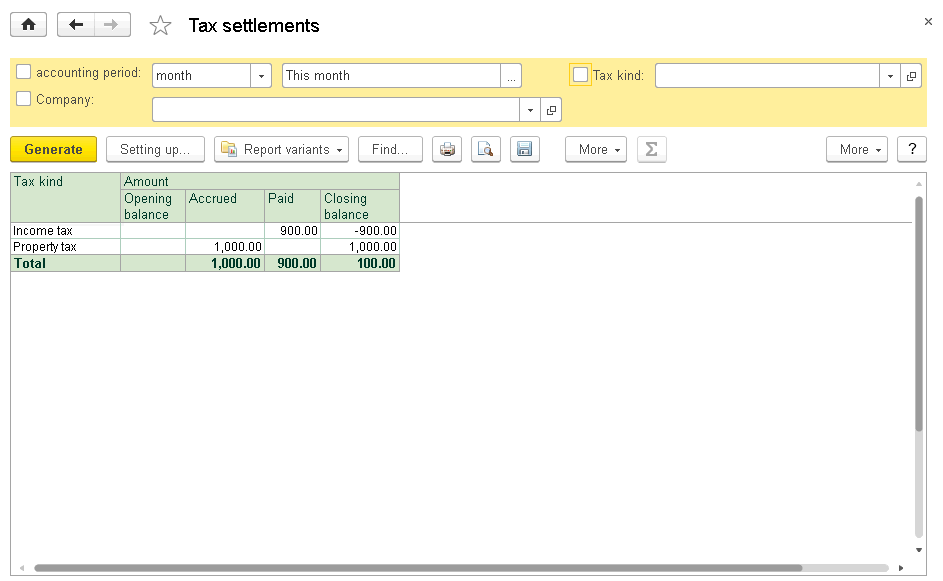 Tax settlements
accounting period: month This month ... Tax kind:
Company:
Generate Setting up... Report variants Find... More Σ More ?
Tax kind Amount
Opening balance Accrued Paid Closing balance
Income tax 900.00 -900.00
Property tax 1,000.00 1,000.00
Total 1,000.00 900.00 100.00